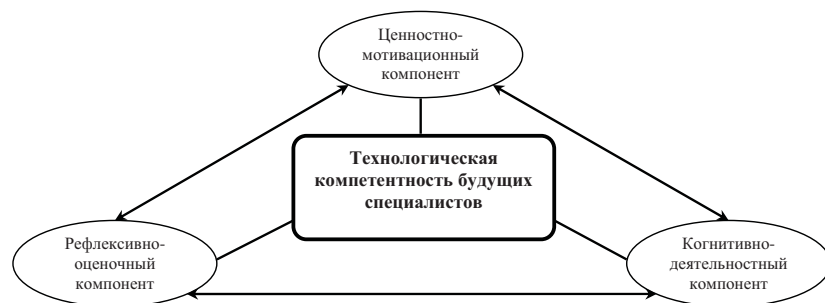 Ценностно-
мотивационный
компонент
Технологическая
компетентность будущих
специалистов
Рефлексивно-
оценочный
компонент
Когнитивно-
деятельностный
компонент